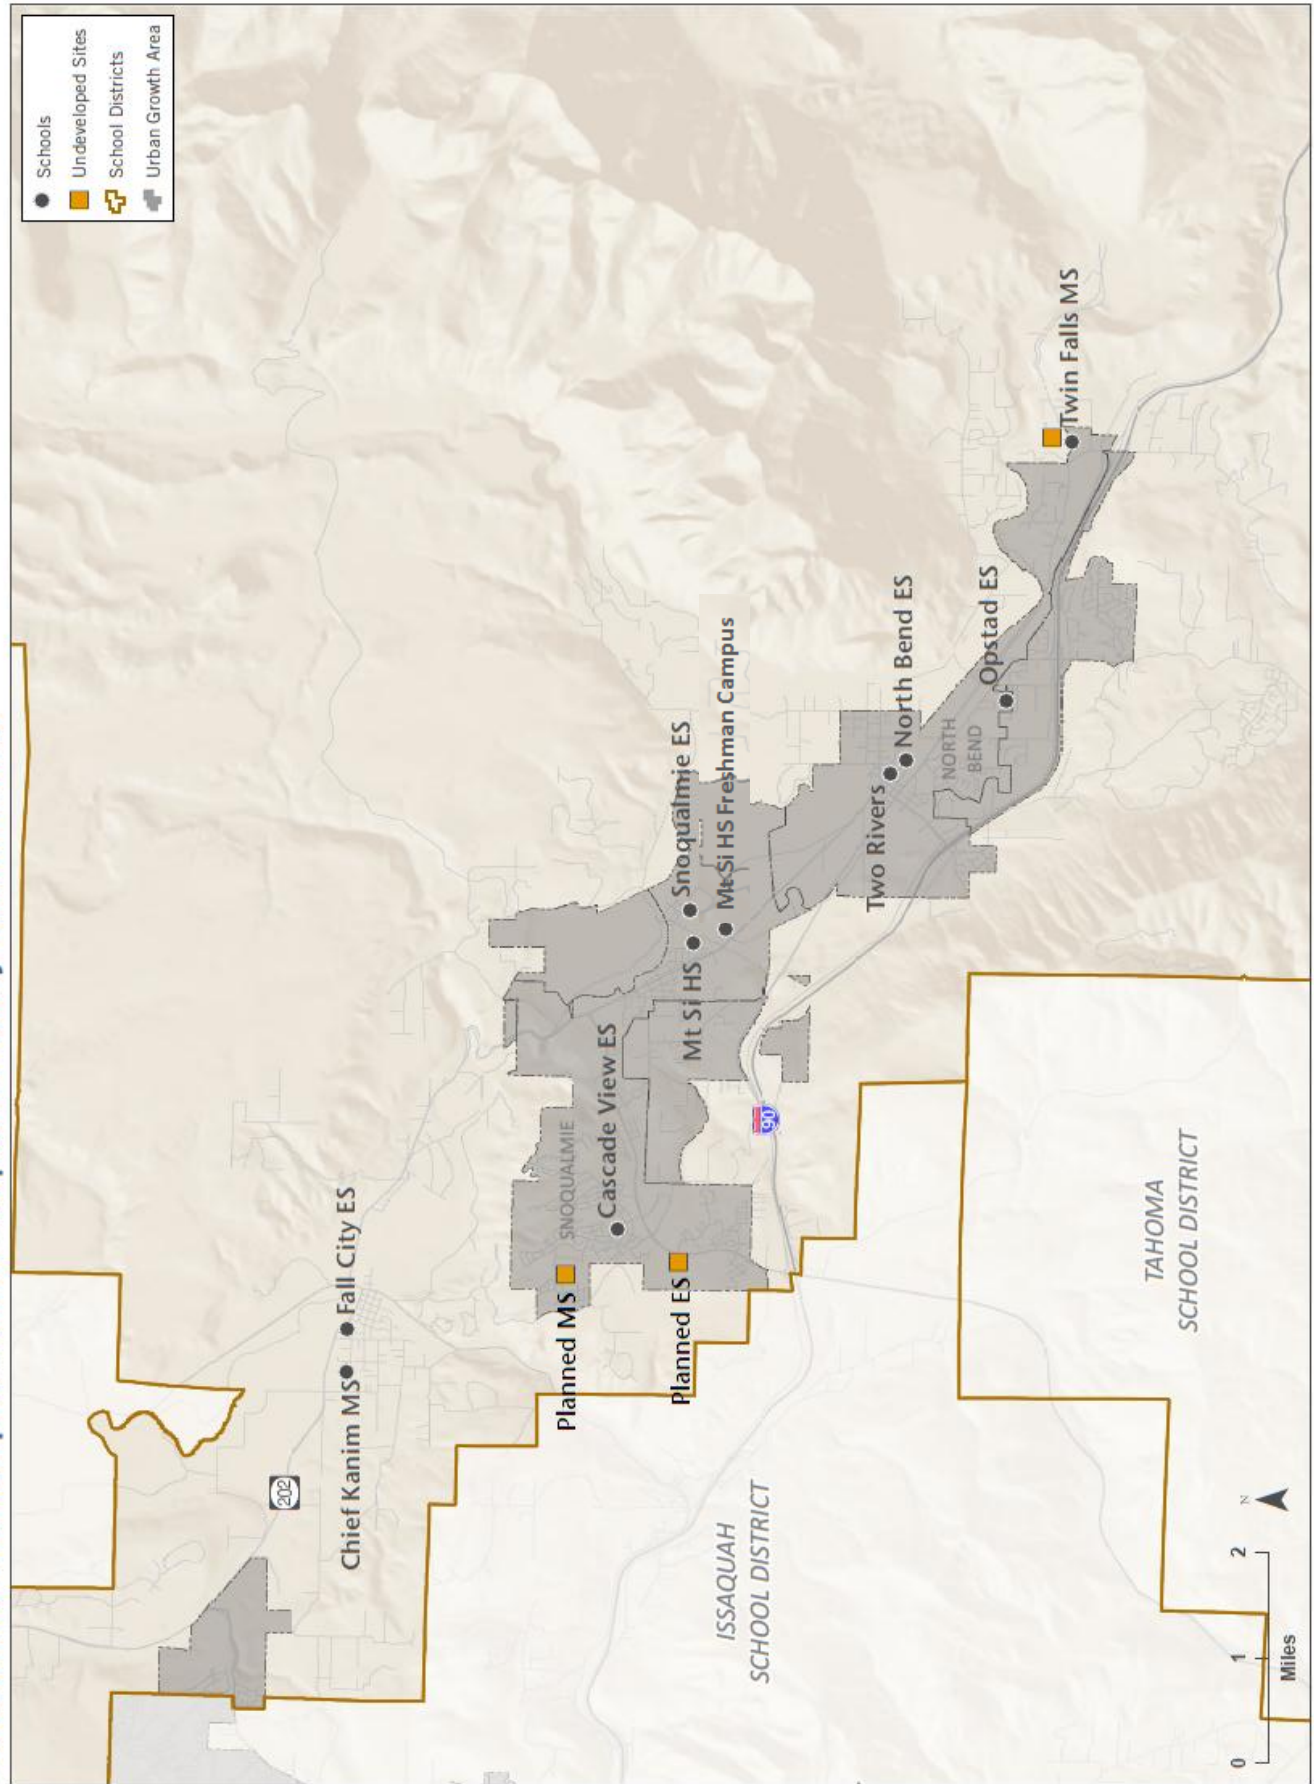 Schools
Undeveloped Sites
School Districts
Urban Growth Area
202
Chief Kanim MS
Fall City ES
Planned MS
SNOQUALMIE
Cascade View ES
Planned ES
Snoqualmie ES
Mt Si HS
Mt Si HS Freshman Campus
90
Two Rivers
North Bend ES
NORTH
BEND
Opstad ES
Twin Falls MS
ISSAQUAH
SCHOOL DISTRICT
TAHOMA
SCHOOL DISTRICT
N
0 1 2
Miles